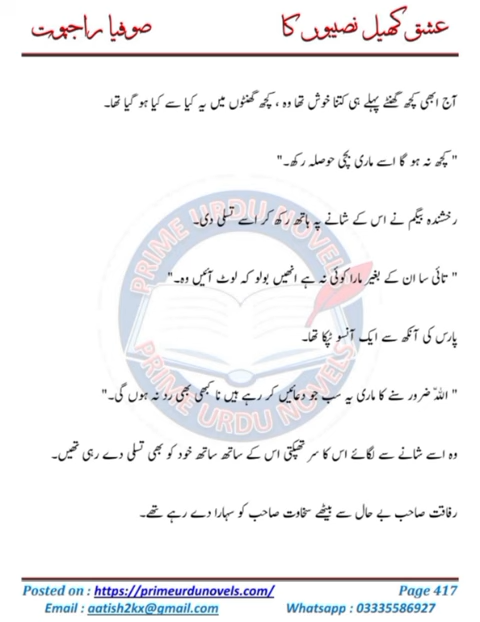 عشق کھیل نصیبوں کا
صوفیا راجپوت
آج ابھی کچھ گھنٹے پہلے ہی کتنا خوش تھا وہ ، کچھ گھنٹوں میں یہ کیا سے کیا ہو گیا تھا۔
" کچھ نہ ہو گا اسے ماری بچی حوصلہ رکھ۔"
رخشندہ بیگم نے اس کے شانے پہ ہاتھ رکھ کر اسے تسلی دی۔
" تائی سا ان کے بغیر مارا کوئی نہ ہے انھیں بولو کہ لوٹ آئیں وہ۔"
پارس کی آنکھ سے ایک آنسو ٹپکا تھا۔
" اللہ ضرور سنے گا ماری یہ سب جو دعائیں کر رہے ہیں نا کبھی بھی رد نہ ہوں گی۔"
وہ اسے شانے سے لگائے اس کا سر تھپکتی اس کے ساتھ ساتھ خود کو بھی تسلی دے رہی تھیں۔
رفاقت صاحب بے حال سے بیٹھے سخاوت صاحب کو سہارا دے رہے تھے۔
PRIME URDU NOVELS
PRIME URDU NOVELS
Posted on : https://primeurdunovels.com/ Page 417
Email : aatish2kx@gmail.com Whatsapp : 03335586927